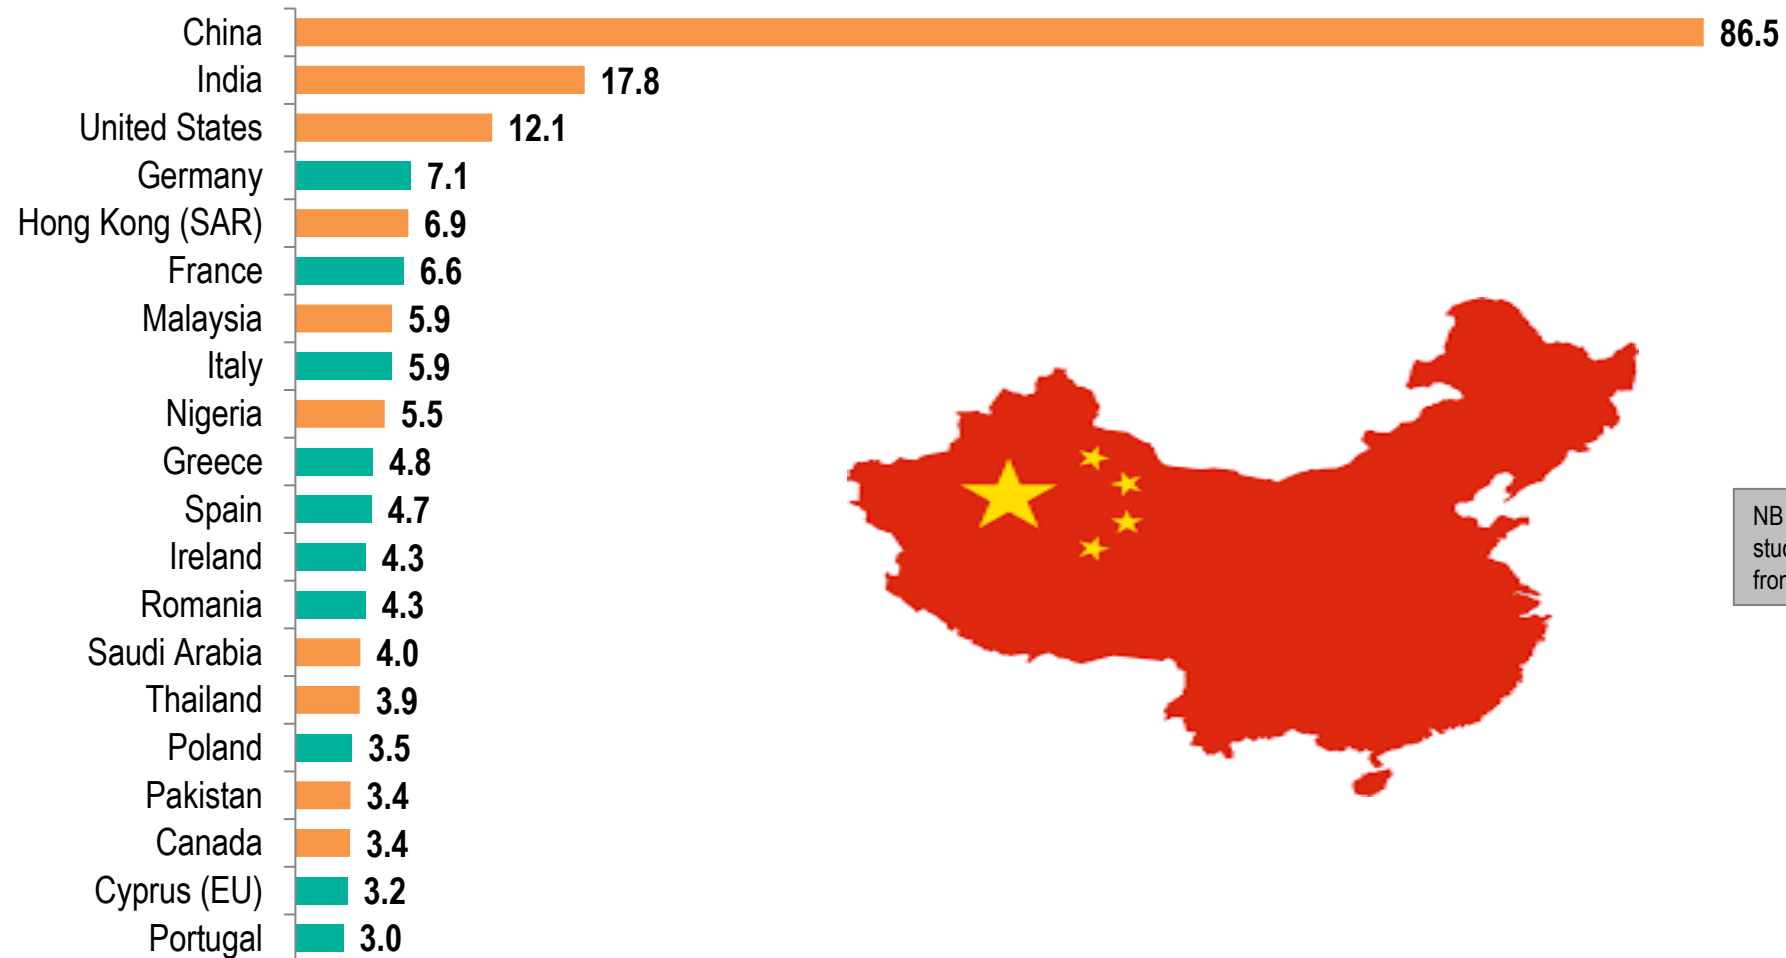 China 86.5
India 17.8
United States 12.1
Germany 7.1
Hong Kong (SAR) 6.9
France 6.6
Malaysia 5.9
Italy 5.9
Nigeria 5.5
Greece 4.8
Spain 4.7
Ireland 4.3
Romania 4.3
Saudi Arabia 4.0
Thailand 3.9
Poland 3.5
Pakistan 3.4
Canada 3.4
Cyprus (EU) 3.2
Portugal 3.0
NB